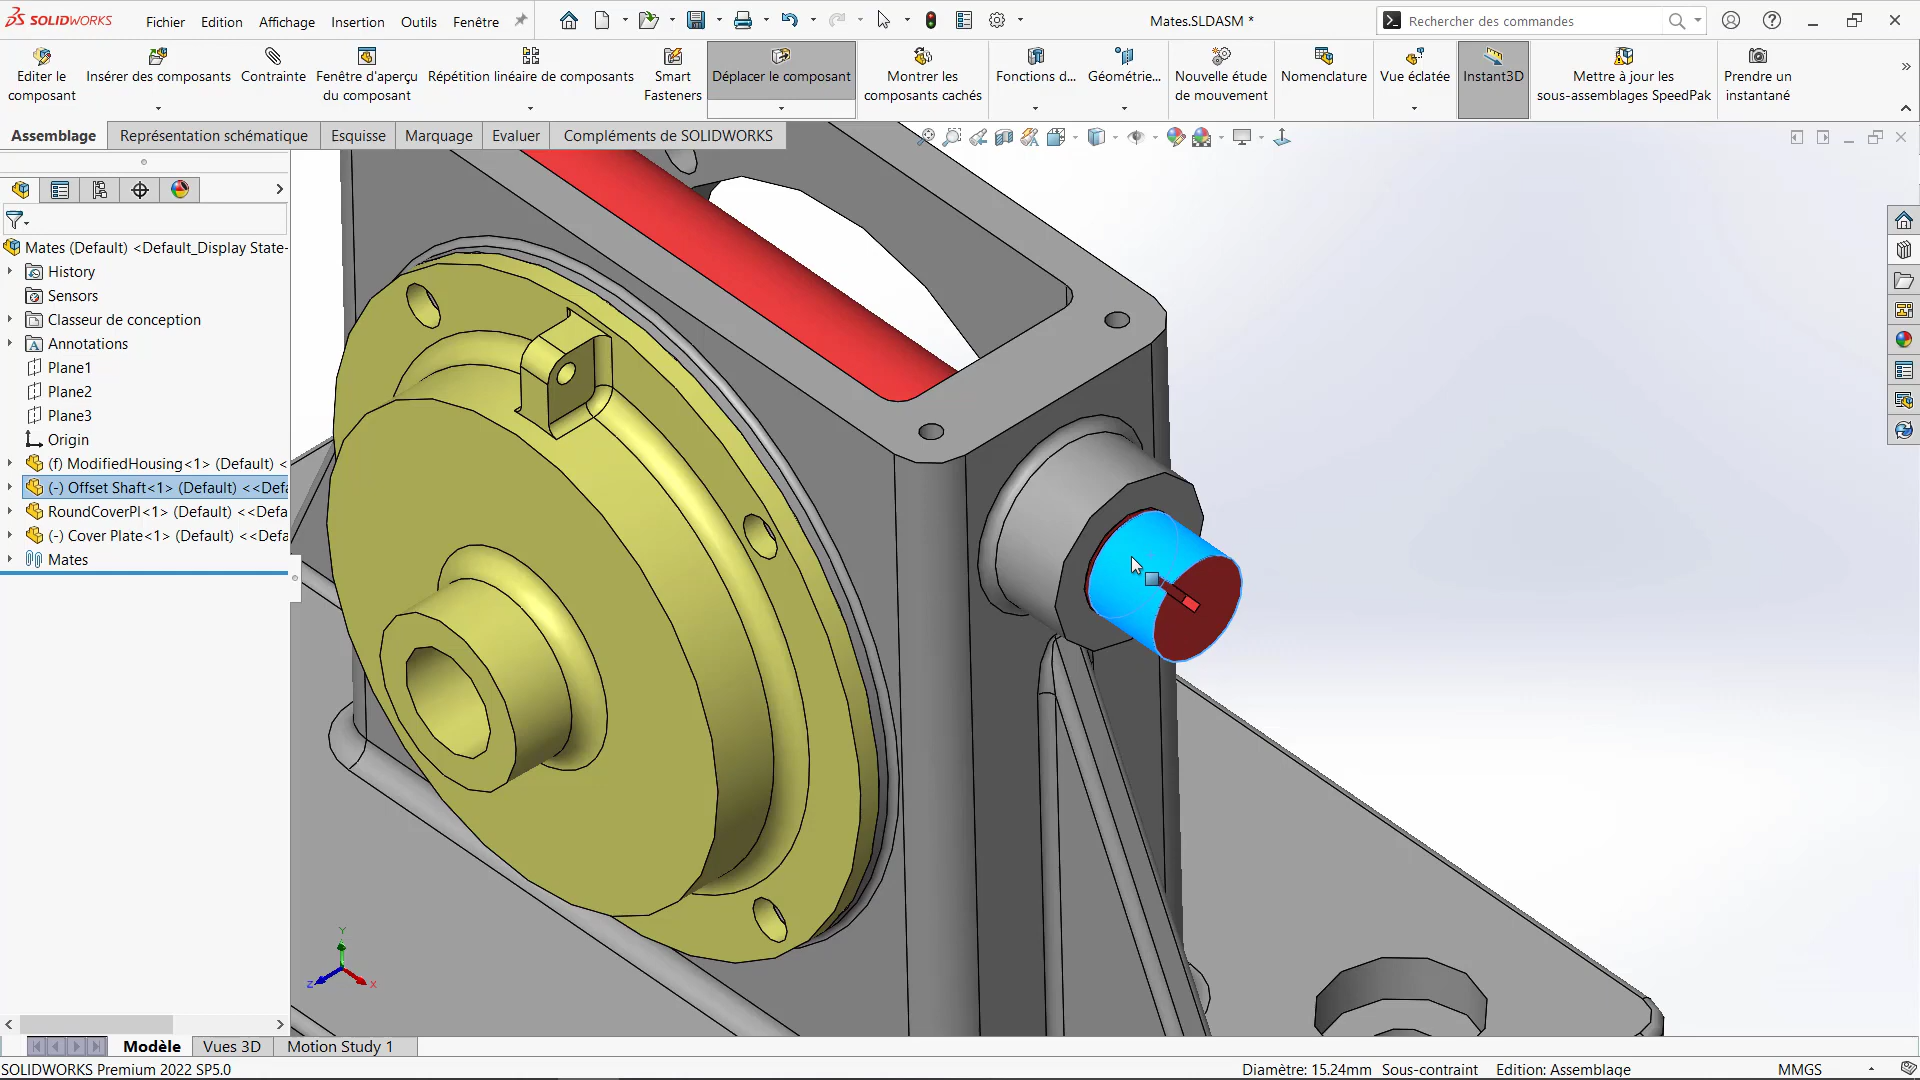 SOLIDWORKS
Fichier Edition Affichage Insertion Outils Fenêtre
Mates.SLDASM *
Rechercher des commandes
Editer le composant
Insérer des composants
Contrainte
Fenêtre d'aperçu du composant
Répétition linéaire de composants
Smart Fasteners
Déplacer le composant
Montrer les composants cachés
Fonctions d...
Géométrie...
Nouvelle étude de mouvement
Nomenclature
Vue éclatée
Instant3D
Mettre à jour les sous-assemblages SpeedPak
Prendre un instantané
Assemblage
Représentation schématique
Esquisse
Marquage
Evaluer
Compléments de SOLIDWORKS
Mates (Default) <Default_Display State-
History
Sensors
Classeur de conception
Annotations
Plane1
Plane2
Plane3
Origin
(f) ModifiedHousing<1> (Default) <
(-) Offset Shaft<1> (Default) <<Defa
RoundCoverPl<1> (Default) <<Defa
(-) Cover Plate<1> (Default) <<Defa
Mates
Y
Z
X
Modèle
Vues 3D
Motion Study 1
SOLIDWORKS Premium 2022 SP5.0
Diamètre: 15.24mm
Sous-contraint
Edition: Assemblage
MMGS